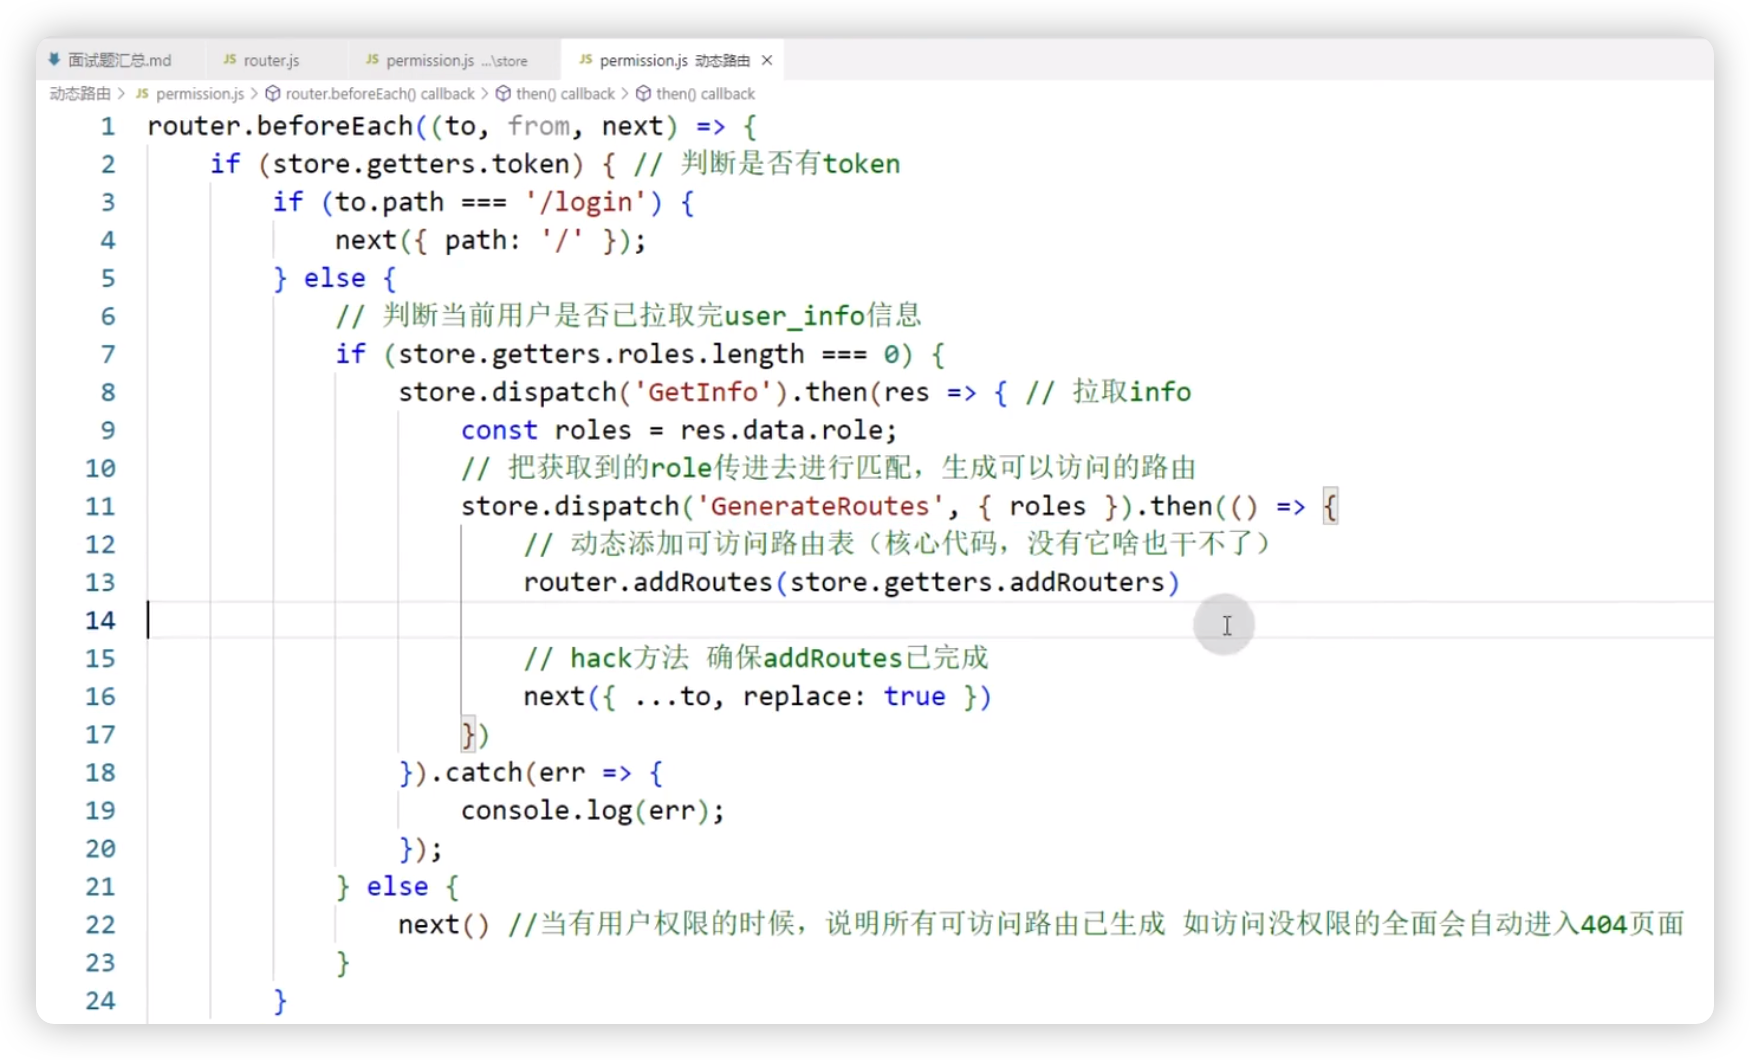 面试题汇总.md JS router.js JS permission.js ...\store JS permission.js 动态路由 ×
动态路由 > JS permission.js > router.beforeEach() callback > then() callback > then() callback
1 router.beforeEach((to, from, next) => {
2 if (store.getters.token) { // 判断是否有token
3 if (to.path === '/login') {
4 next({ path: '/' });
5 } else {
6 // 判断当前用户是否已拉取完user_info信息
7 if (store.getters.roles.length === 0) {
8 store.dispatch('GetInfo').then(res => { // 拉取info
9 const roles = res.data.role;
10 // 把获取到的role传进去进行匹配，生成可以访问的路由
11 store.dispatch('GenerateRoutes', { roles }).then(() => {
12 // 动态添加可访问路由表（核心代码，没有它啥也干不了）
13 router.addRoutes(store.getters.addRouters)
14
15 // hack方法 确保addRoutes已完成
16 next({ ...to, replace: true })
17 })
18 }).catch(err => {
19 console.log(err);
20 });
21 } else {
22 next() //当有用户权限的时候，说明所有可访问路由已生成 如访问没权限的全面会自动进入404页面
23 }
24 }